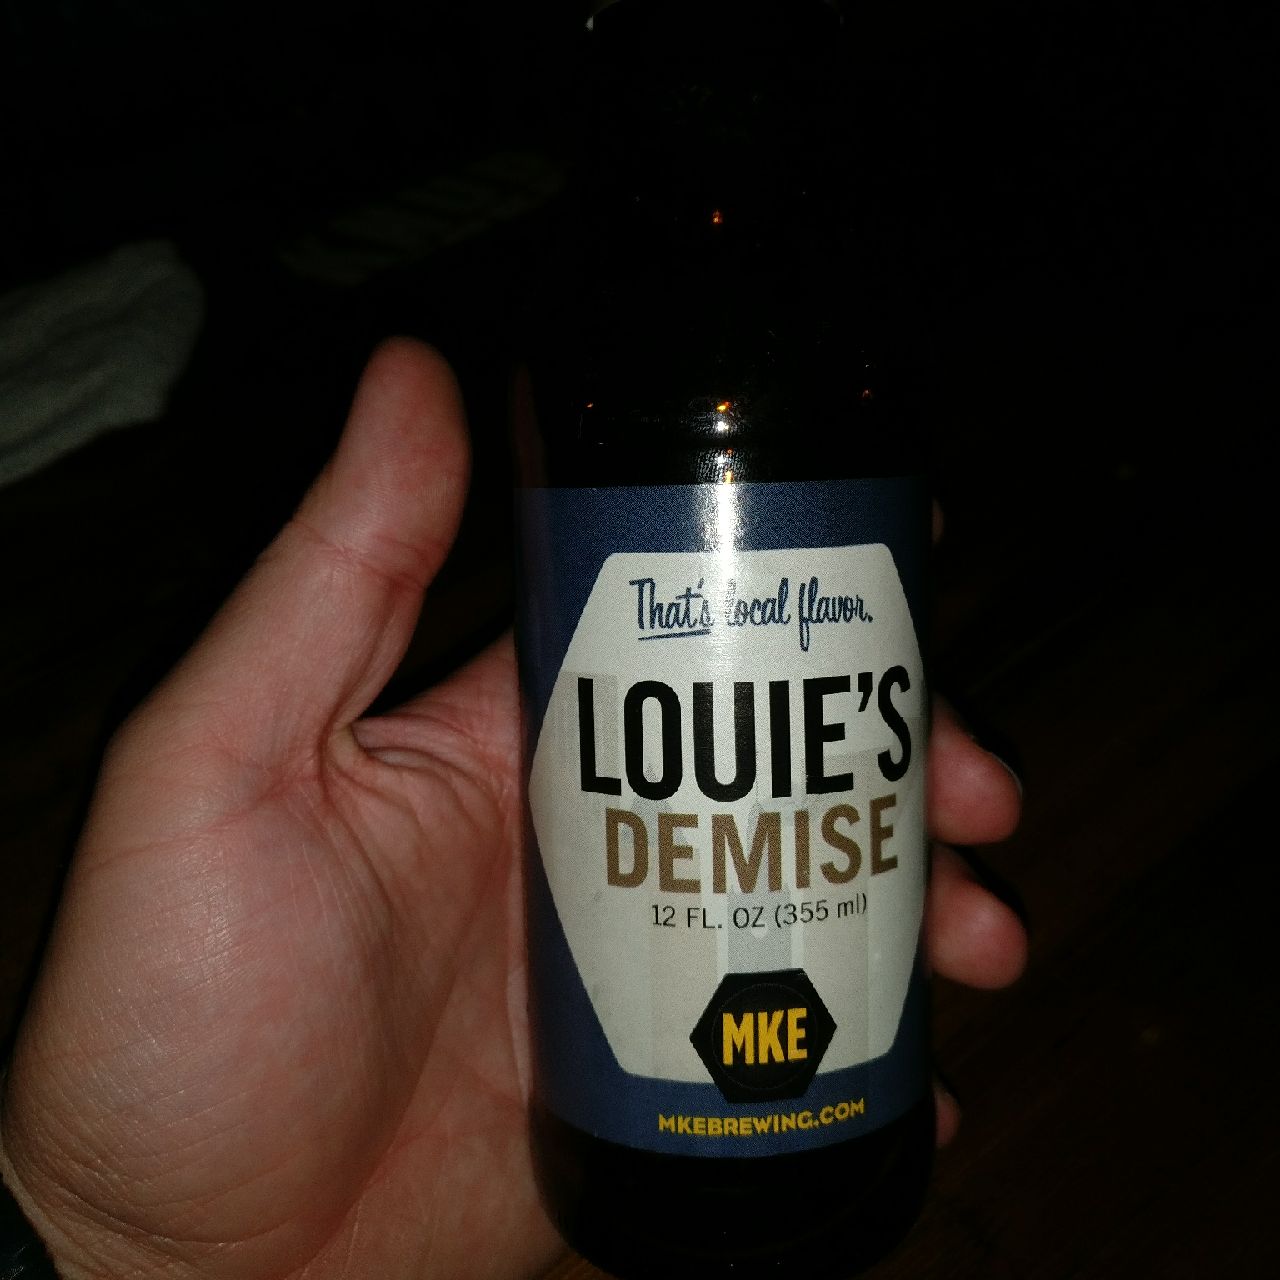 That's local flavor.
LOUIE'S
DEMISE
12 FL. OZ (355 ml)
MKE
MKEBREWING.COM